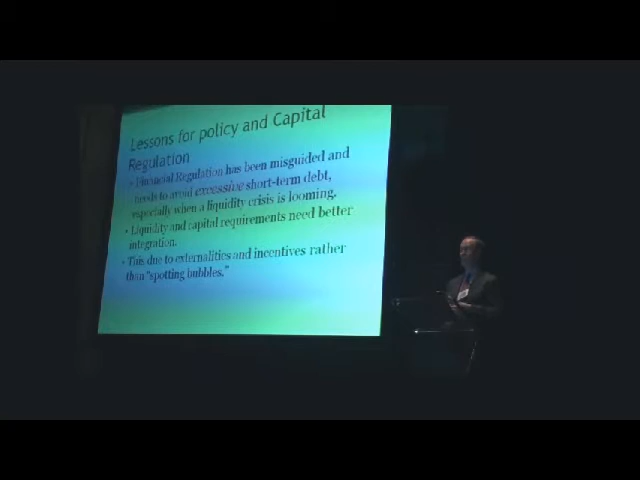 Lessons for policy and Capital
Regulation
• Financial Regulation has been misguided and
needs to avoid excessive short-term debt,
especially when a liquidity crisis is looming.
• Liquidity and capital requirements need better
integration.
• This due to externalities and incentives rather
than "spotting bubbles."